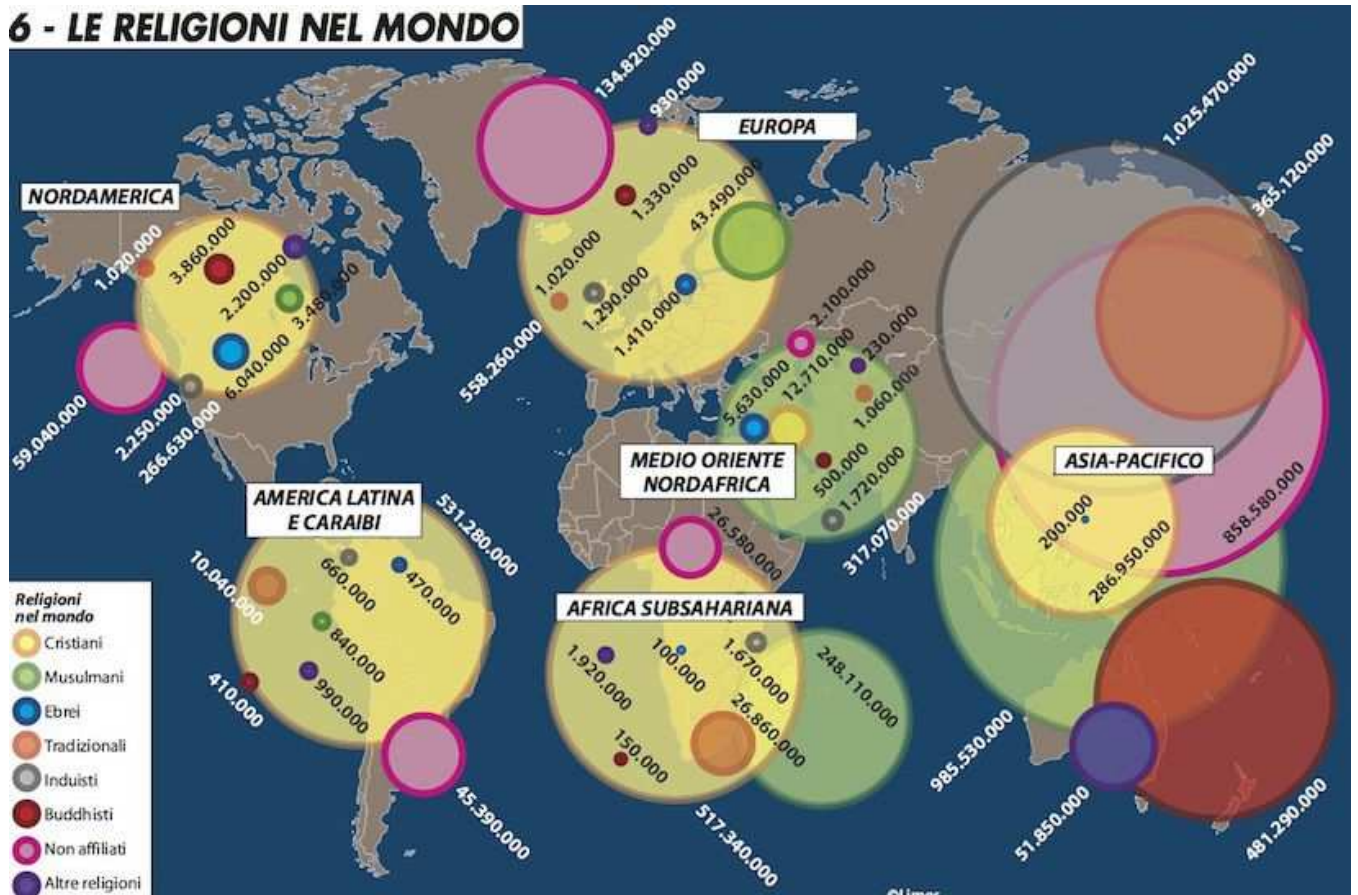 6 - LE RELIGIONI NEL MONDO
NORDAMERICA
1.020.000
3.860.000
2.200.000
3.480.000
6.040.000
59.040.000
2.250.000
266.630.000
EUROPA
134.820.000
930.000
1.330.000
43.490.000
1.020.000
1.290.000
1.410.000
558.260.000
MEDIO ORIENTE
NORDAFRICA
2.100.000
12.710.000
230.000
5.630.000
1.060.000
500.000
1.720.000
317.070.000
ASIA-PACIFICO
1.025.470.000
365.120.000
858.580.000
200.000
286.950.000
985.530.000
51.850.000
481.290.000
AMERICA LATINA
E CARAIBI
531.280.000
10.040.000
660.000
470.000
840.000
990.000
410.000
45.390.000
AFRICA SUBSAHARIANA
26.580.000
1.920.000
100.000
1.670.000
26.860.000
248.110.000
150.000
517.340.000
Religioni
nel mondo
Cristiani
Musulmani
Ebrei
Tradizionali
Induisti
Buddhisti
Non affiliati
Altre religioni
©Limes